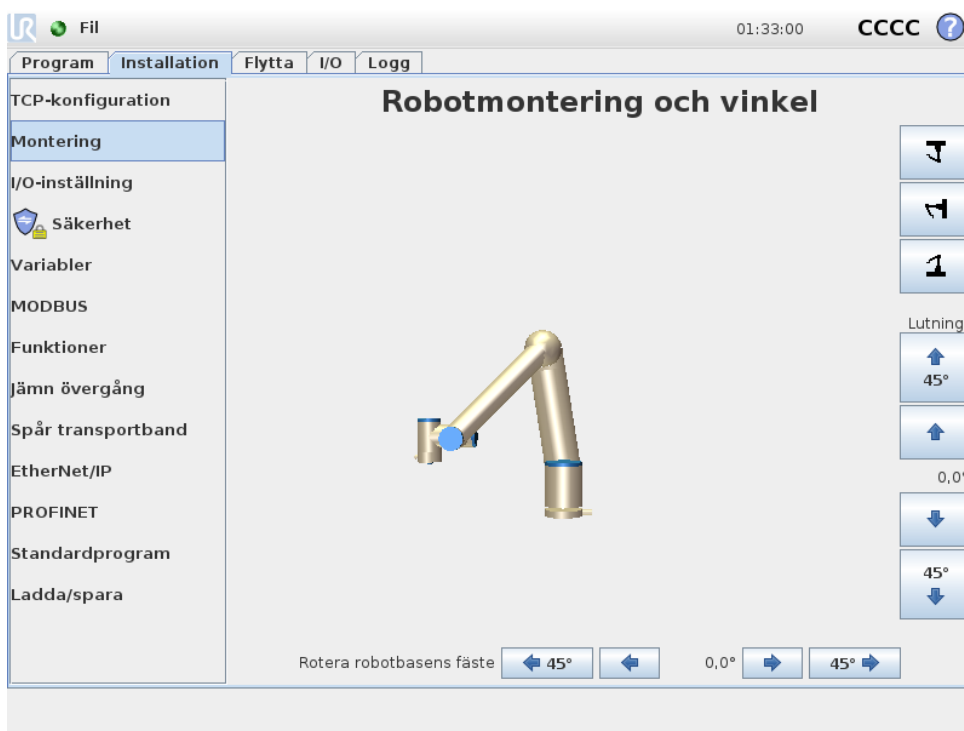 UR Fil 01:33:00 CCCC ?
Program Installation Flytta I/O Logg
TCP-konfiguration
Montering
I/O-inställning
Säkerhet
Variabler
MODBUS
Funktioner
Jämn övergång
Spår transportband
EtherNet/IP
PROFINET
Standardprogram
Ladda/spara
Robotmontering och vinkel
Lutning
45°
0,0°
45°
Rotera robotbasens fäste 45° 0,0° 45°